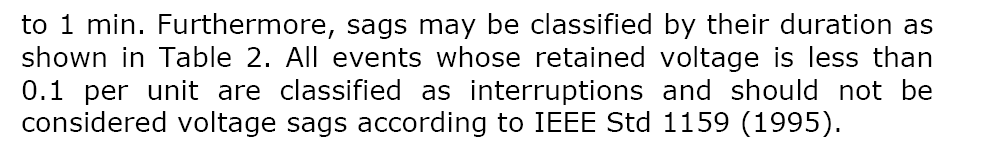 to 1 min. Furthermore, sags may be classified by their duration as
shown in Table 2. All events whose retained voltage is less than
0.1 per unit are classified as interruptions and should not be
considered voltage sags according to IEEE Std 1159 (1995).